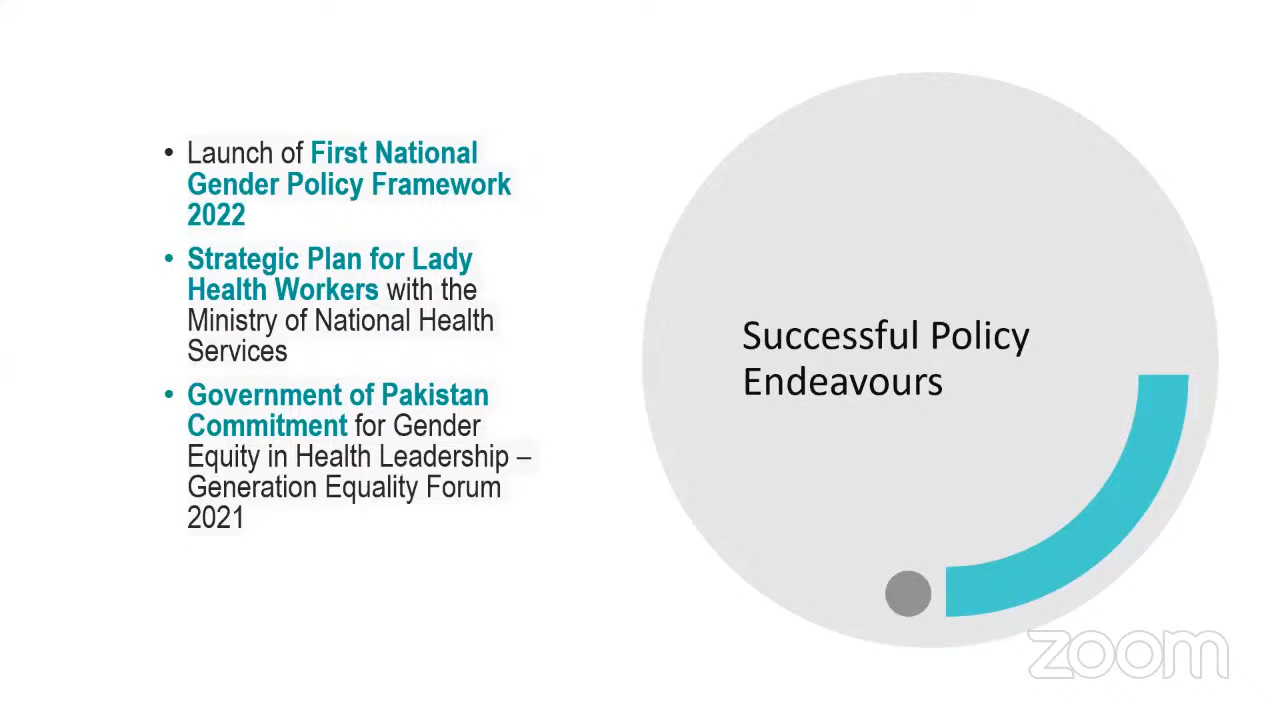 • Launch of First National
Gender Policy Framework
2022
• Strategic Plan for Lady
Health Workers with the
Ministry of National Health
Services
• Government of Pakistan
Commitment for Gender
Equity in Health Leadership –
Generation Equality Forum
2021
Successful Policy
Endeavours
zoom